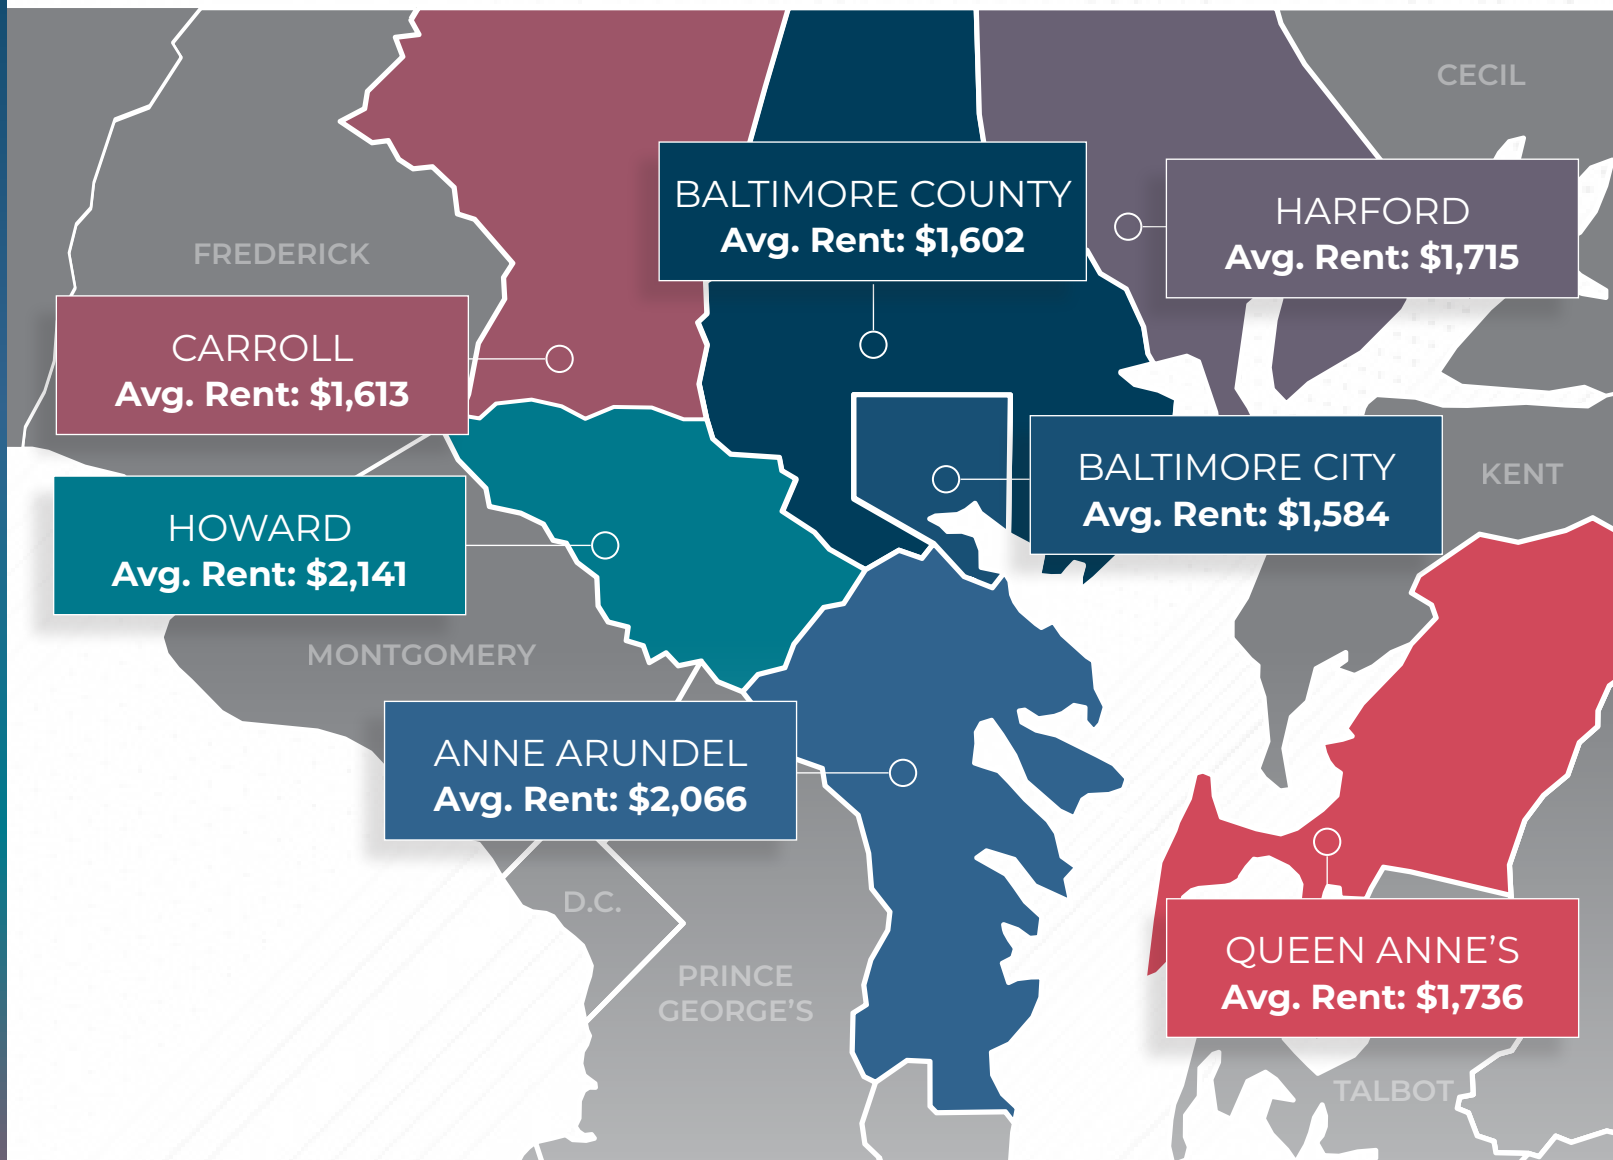 CECIL
BALTIMORE COUNTY
Avg. Rent: $1,602
HARFORD
Avg. Rent: $1,715
FREDERICK
CARROLL
Avg. Rent: $1,613
BALTIMORE CITY
Avg. Rent: $1,584
KENT
HOWARD
Avg. Rent: $2,141
MONTGOMERY
ANNE ARUNDEL
Avg. Rent: $2,066
D.C.
PRINCE
GEORGE'S
QUEEN ANNE’S
Avg. Rent: $1,736
TALBOT